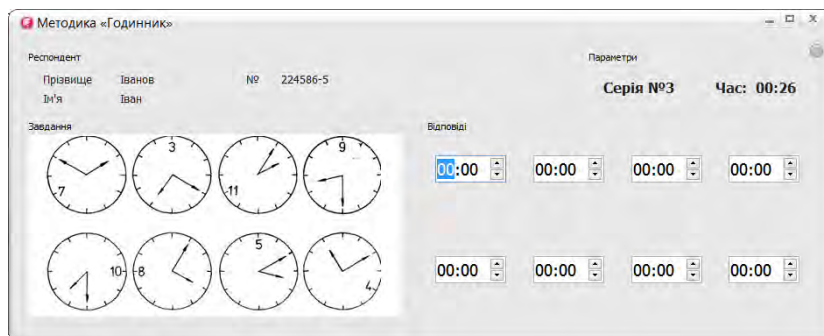 Методика «Годинник»
Респондент
Прізвище Іванов № 224586-5
Ім'я Іван
Параметри
Серія №3 Час: 00:26
Завдання
7 3 11 9
10 8 5 4
Відповіді
00:00 00:00 00:00 00:00
00:00 00:00 00:00 00:00